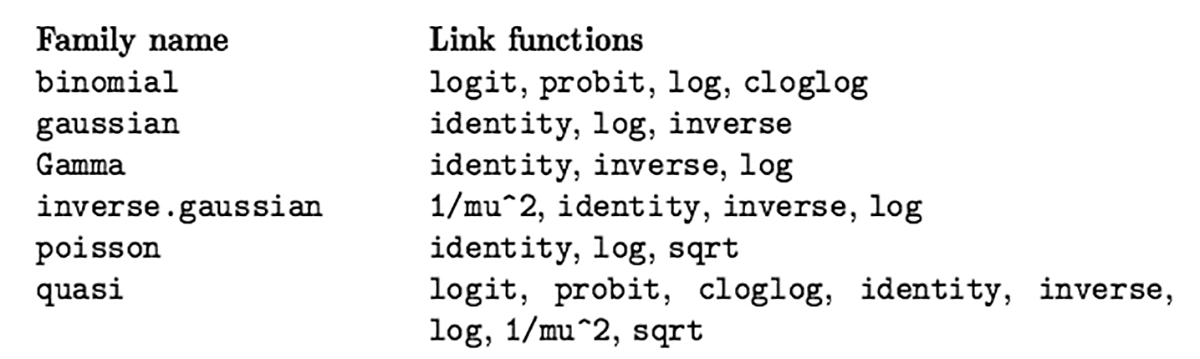 Family name Link functions
binomial logit, probit, log, cloglog
gaussian identity, log, inverse
Gamma identity, inverse, log
inverse.gaussian 1/mu^2, identity, inverse, log
poisson identity, log, sqrt
quasi logit, probit, cloglog, identity, inverse,
log, 1/mu^2, sqrt